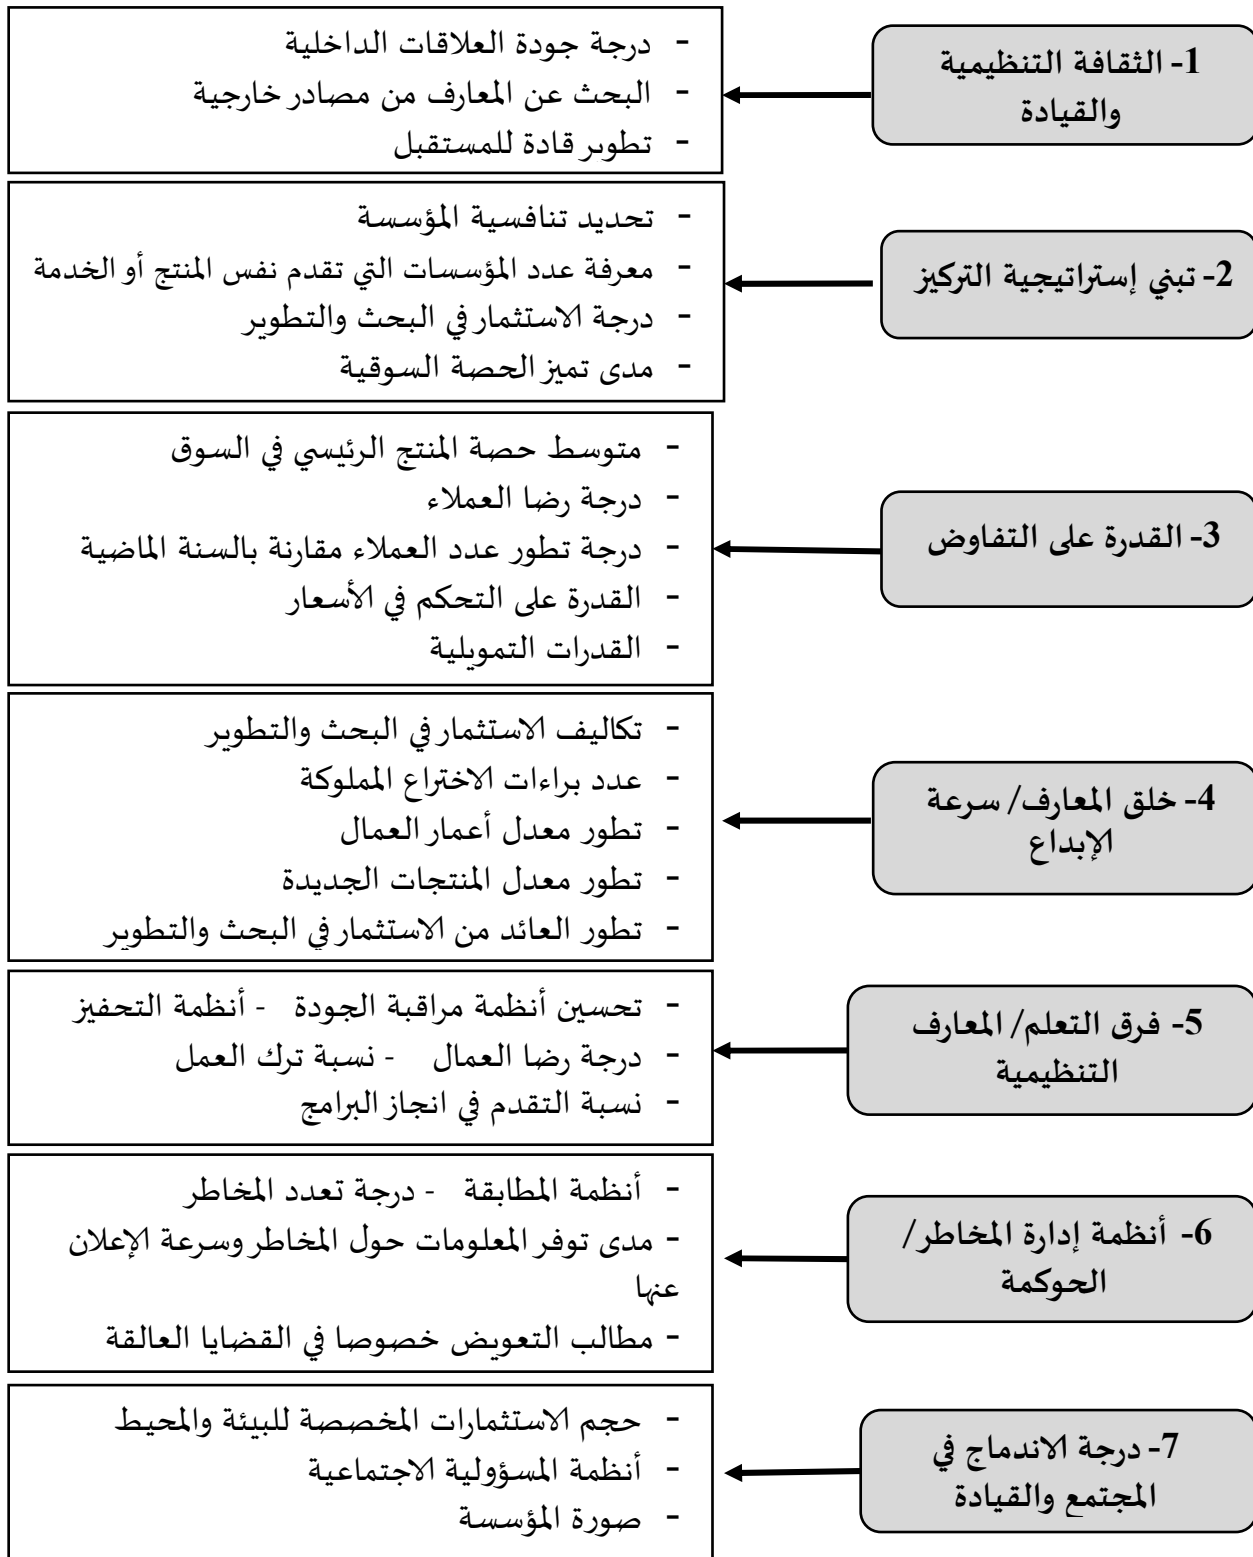 1- الثقافة التنظيمية
والقيادة
- درجة جودة العلاقات الداخلية
- البحث عن المعارف من مصادر خارجية
- تطوير قادة للمستقبل
2- تبني إستراتيجية التركيز
- تحديد تنافسية المؤسسة
- معرفة عدد المؤسسات التي تقدم نفس المنتج أو الخدمة
- درجة الاستثمار في البحث والتطوير
- مدى تميز الحصة السوقية
3- القدرة على التفاوض
- متوسط حصة المنتج الرئيسي في السوق
- درجة رضا العملاء
- درجة تطور عدد العملاء مقارنة بالسنة الماضية
- القدرة على التحكم في الأسعار
- القدرات التمويلية
4- خلق المعارف/ سرعة
الإبداع
- تكاليف الاستثمار في البحث والتطوير
- عدد براءات الاختراع المملوكة
- تطور معدل أعمار العمال
- تطور معدل المنتجات الجديدة
- تطور العائد من الاستثمار في البحث والتطوير
5- فرق التعلم/ المعارف
التنظيمية
- تحسين أنظمة مراقبة الجودة - أنظمة التحفيز
- درجة رضا العمال - نسبة ترك العمل
- نسبة التقدم في انجاز البرامج
6- أنظمة إدارة المخاطر/
الحوكمة
- أنظمة المطابقة - درجة تعدد المخاطر
- مدى توفر المعلومات حول المخاطر وسرعة الإعلان
عنها
- مطالب التعويض خصوصا في القضايا العالقة
7- درجة الاندماج في
المجتمع والقيادة
- حجم الاستثمارات المخصصة للبيئة والمحيط
- أنظمة المسؤولية الاجتماعية
- صورة المؤسسة